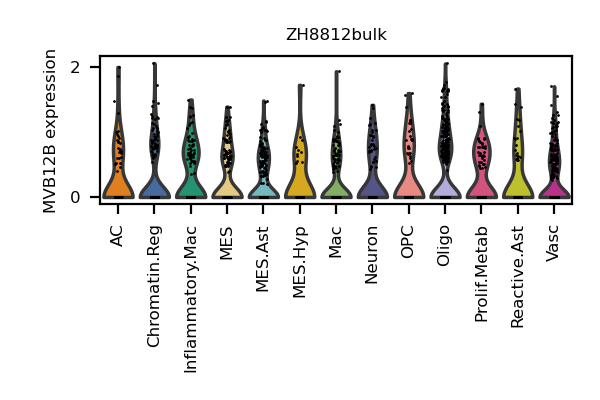 ZH8812bulk
MVB12B expression
2
0
AC
Chromatin.Reg
Inflammatory.Mac
MES
MES.Ast
MES.Hyp
Mac
Neuron
OPC
Oligo
Prolif.Metab
Reactive.Ast
Vasc